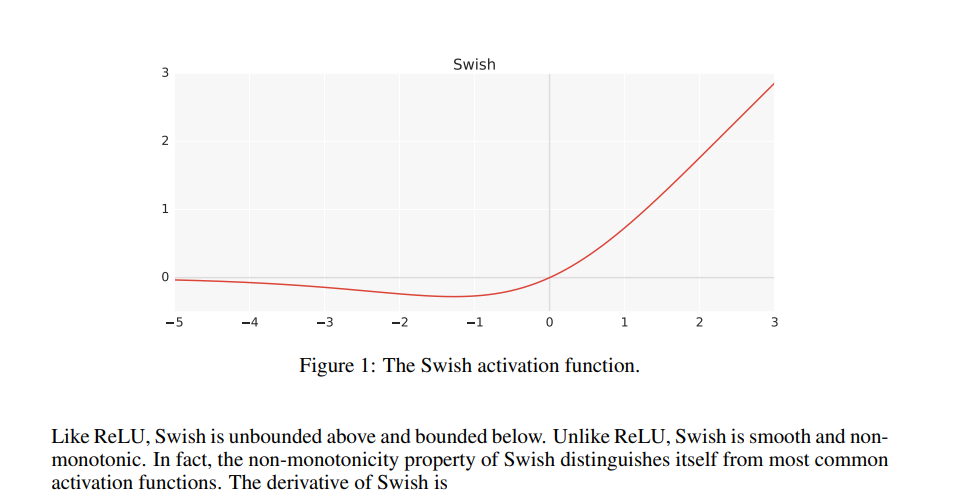 Swish
3
2
1
0
−5 −4 −3 −2 −1 0 1 2 3
Figure 1: The Swish activation function.
Like ReLU, Swish is unbounded above and bounded below. Unlike ReLU, Swish is smooth and non-
monotonic. In fact, the non-monotonicity property of Swish distinguishes itself from most common
activation functions. The derivative of Swish is